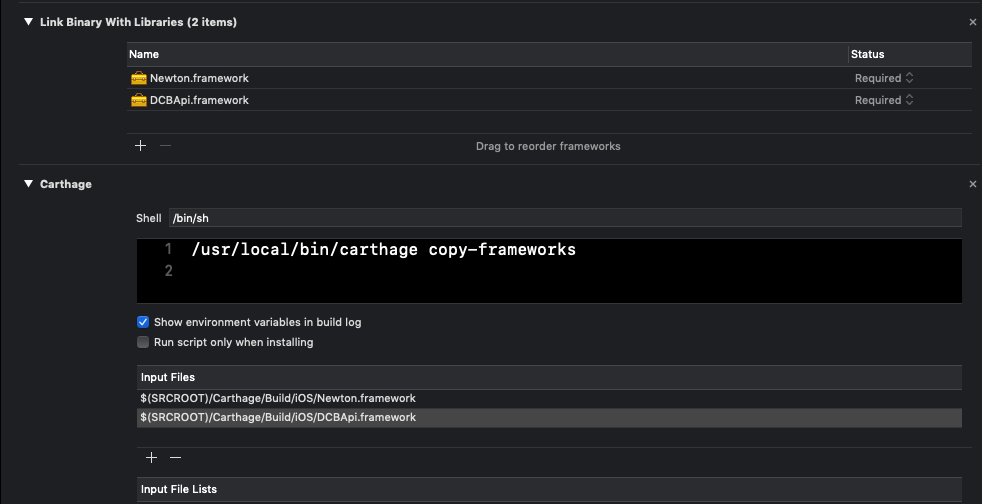 Link Binary With Libraries (2 items)
Name Status
Newton.framework Required
DCBApi.framework Required
Drag to reorder frameworks
Carthage
Shell /bin/sh
1 /usr/local/bin/carthage copy-frameworks
2
Show environment variables in build log
Run script only when installing
Input Files
$(SRCROOT)/Carthage/Build/iOS/Newton.framework
$(SRCROOT)/Carthage/Build/iOS/DCBApi.framework
Input File Lists